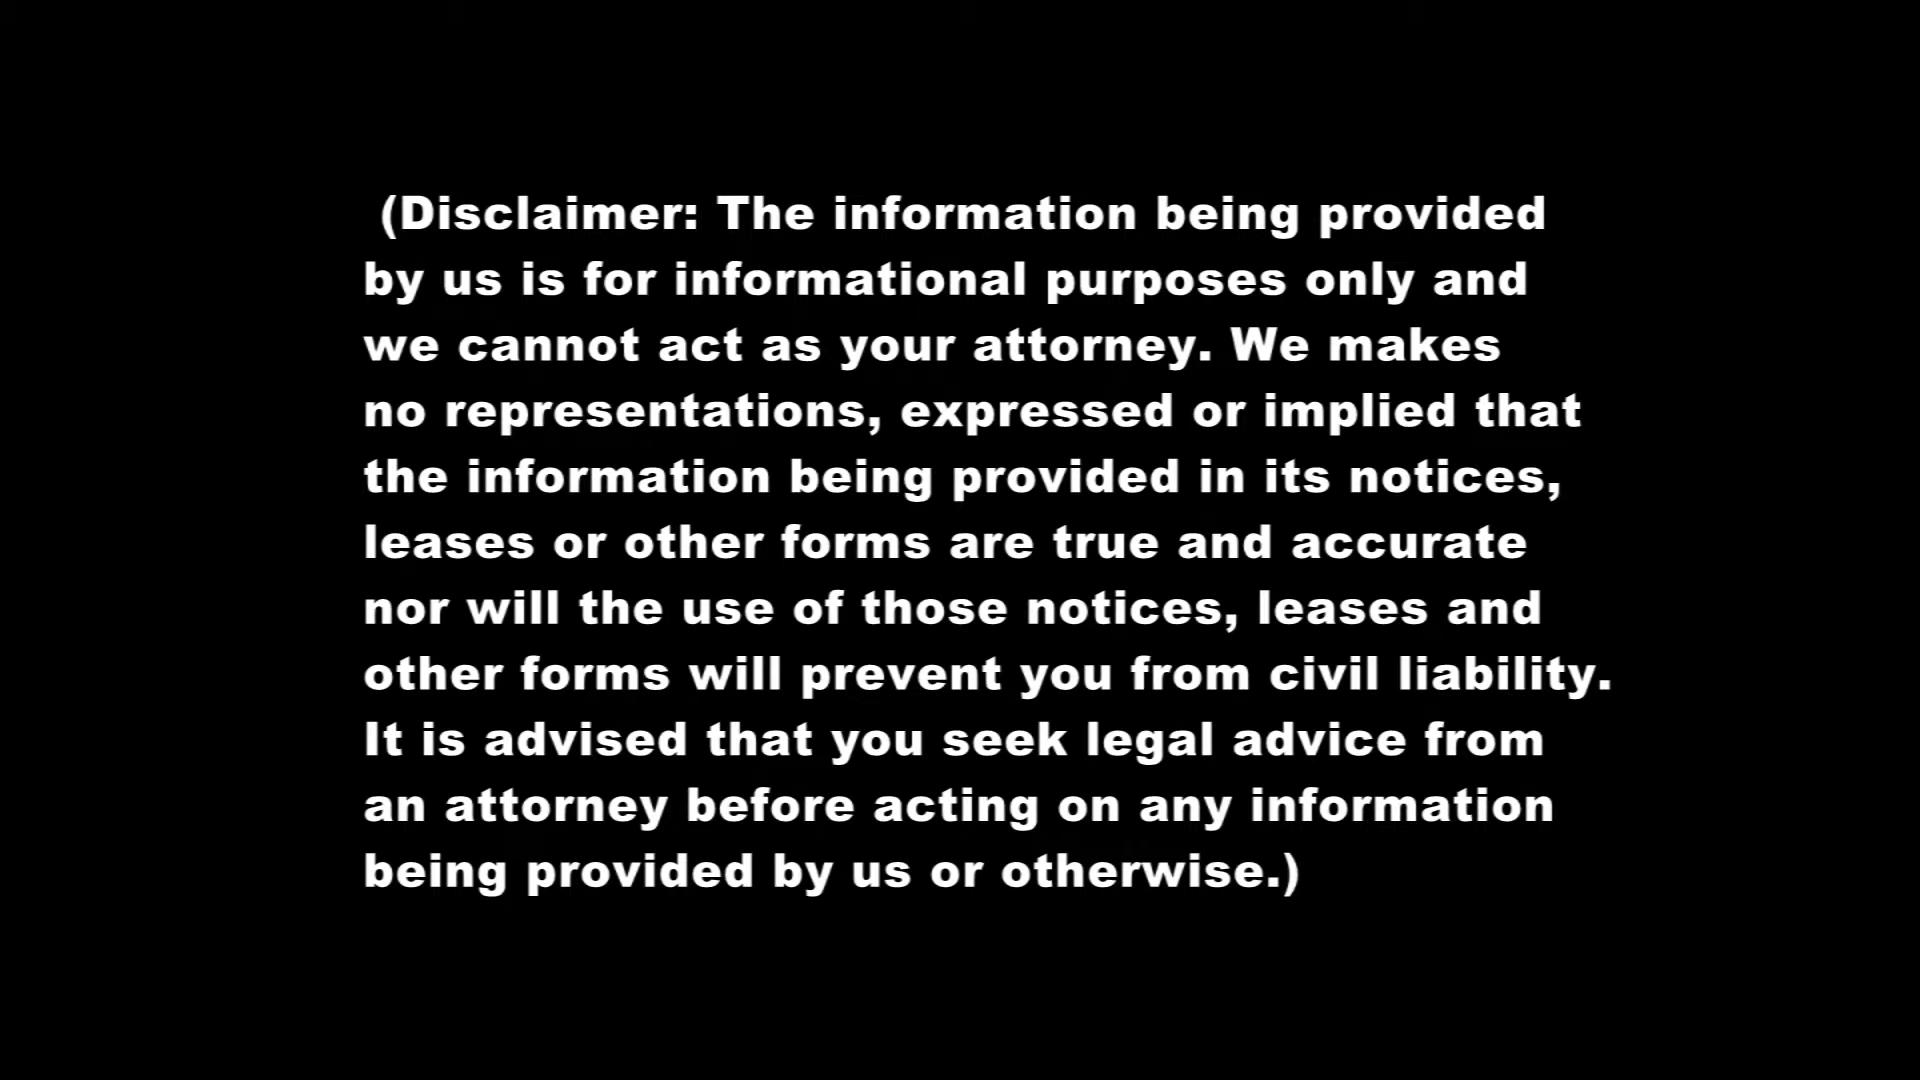 (Disclaimer: The information being provided
by us is for informational purposes only and
we cannot act as your attorney. We makes
no representations, expressed or implied that
the information being provided in its notices,
leases or other forms are true and accurate
nor will the use of those notices, leases and
other forms will prevent you from civil liability.
It is advised that you seek legal advice from
an attorney before acting on any information
being provided by us or otherwise.)